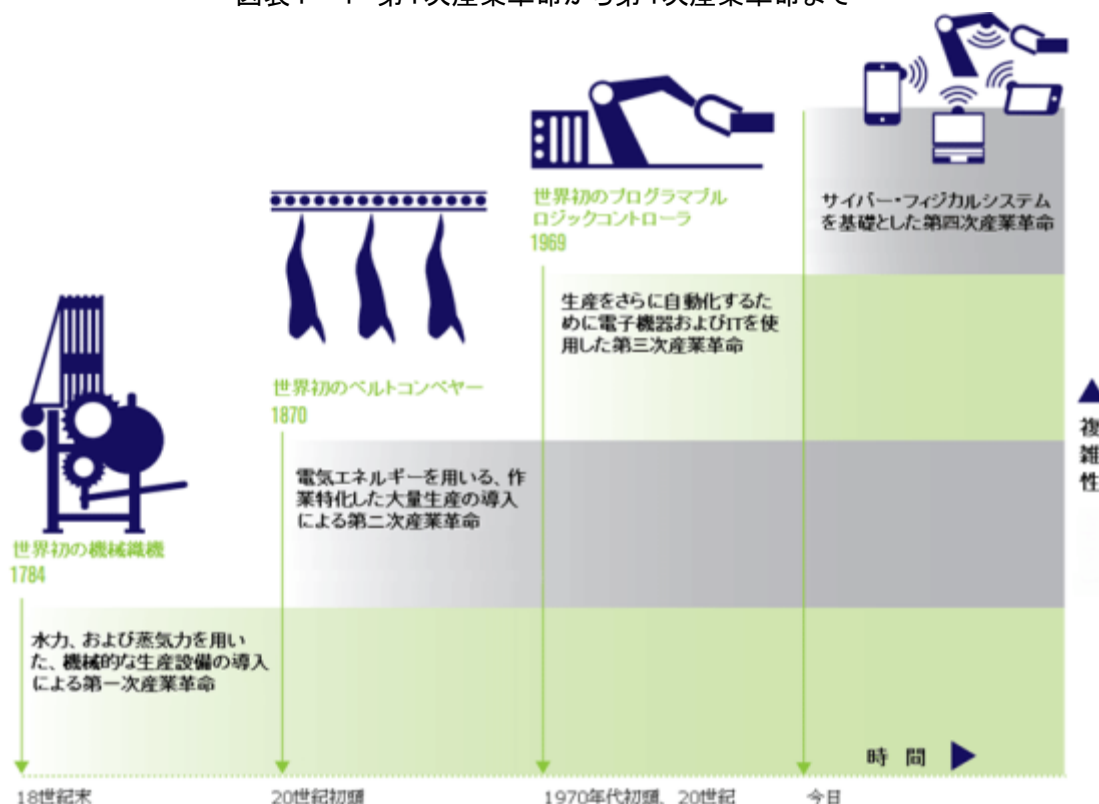 サイバー・フィジカルシステム
を基礎とした第四次産業革命
世界初のプログラマブル
ロジックコントローラ
1969
生産をさらに自動化するた
めに電子機器およびITを使
用した第三次産業革命
世界初のベルトコンベヤー
1870
電気エネルギーを用いる、作
業特化した大量生産の導入
による第二次産業革命
世界初の機械織機
1784
水力、および蒸気力を用い
た、機械的な生産設備の導入
による第一次産業革命
複雑性
時間
18世紀末
20世紀初頭
1970年代初頭、20世紀
今日